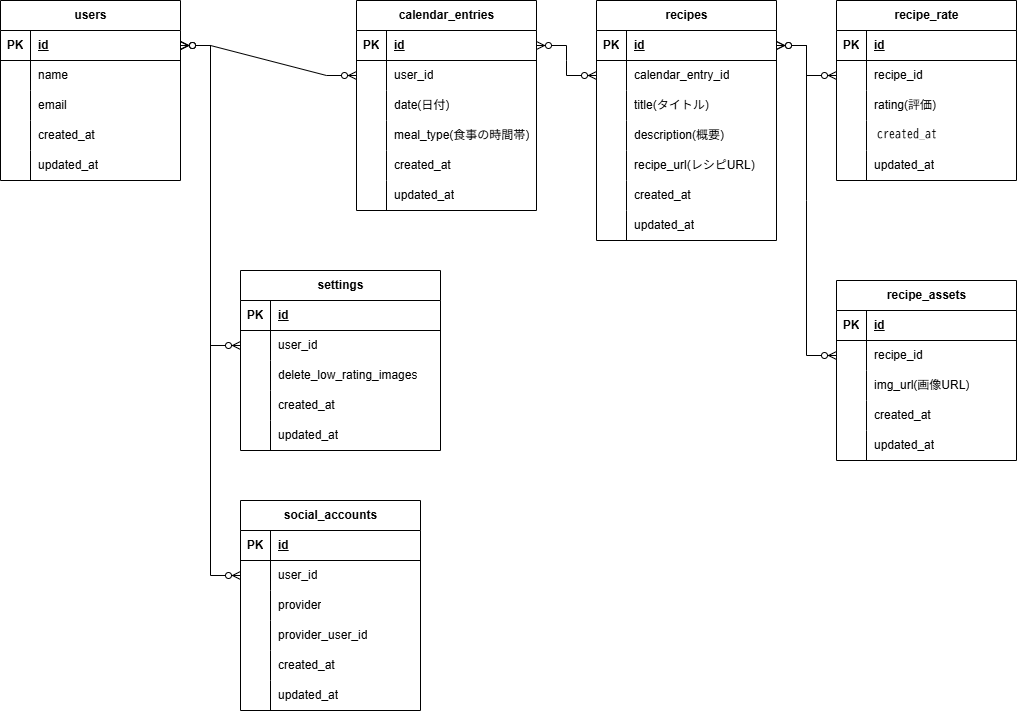 users
PK id
name
email
created_at
updated_at
calendar_entries
PK id
user_id
date(日付)
meal_type(食事の時間帯)
created_at
updated_at
recipes
PK id
calendar_entry_id
title(タイトル)
description(概要)
recipe_url(レシピURL)
created_at
updated_at
recipe_rate
PK id
recipe_id
rating(評価)
created_at
updated_at
settings
PK id
user_id
delete_low_rating_images
created_at
updated_at
recipe_assets
PK id
recipe_id
img_url(画像URL)
created_at
updated_at
social_accounts
PK id
user_id
provider
provider_user_id
created_at
updated_at